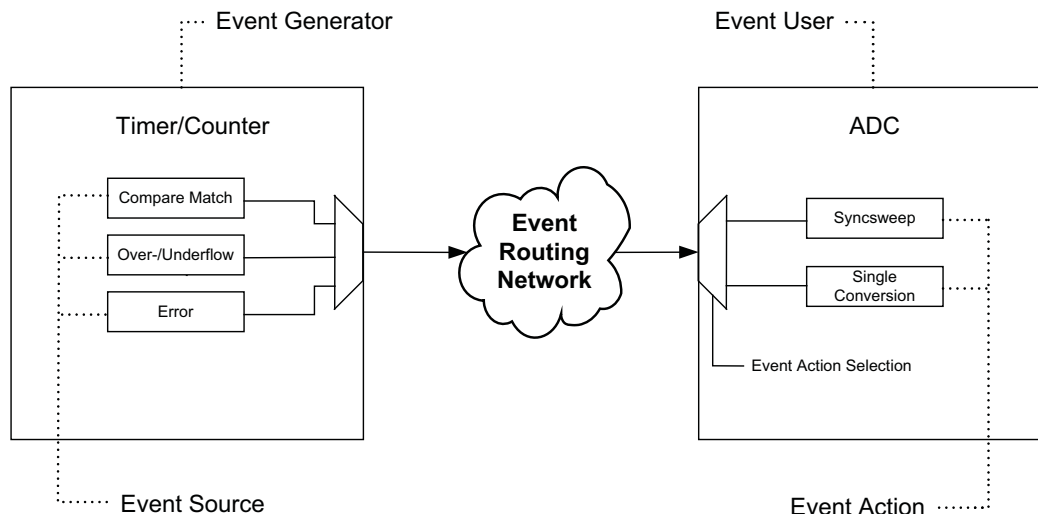 Event Generator
Event User
Timer/Counter
ADC
Compare Match
Over-/Underflow
Error
Event
Routing
Network
Syncsweep
Single
Conversion
Event Action Selection
Event Source
Event Action